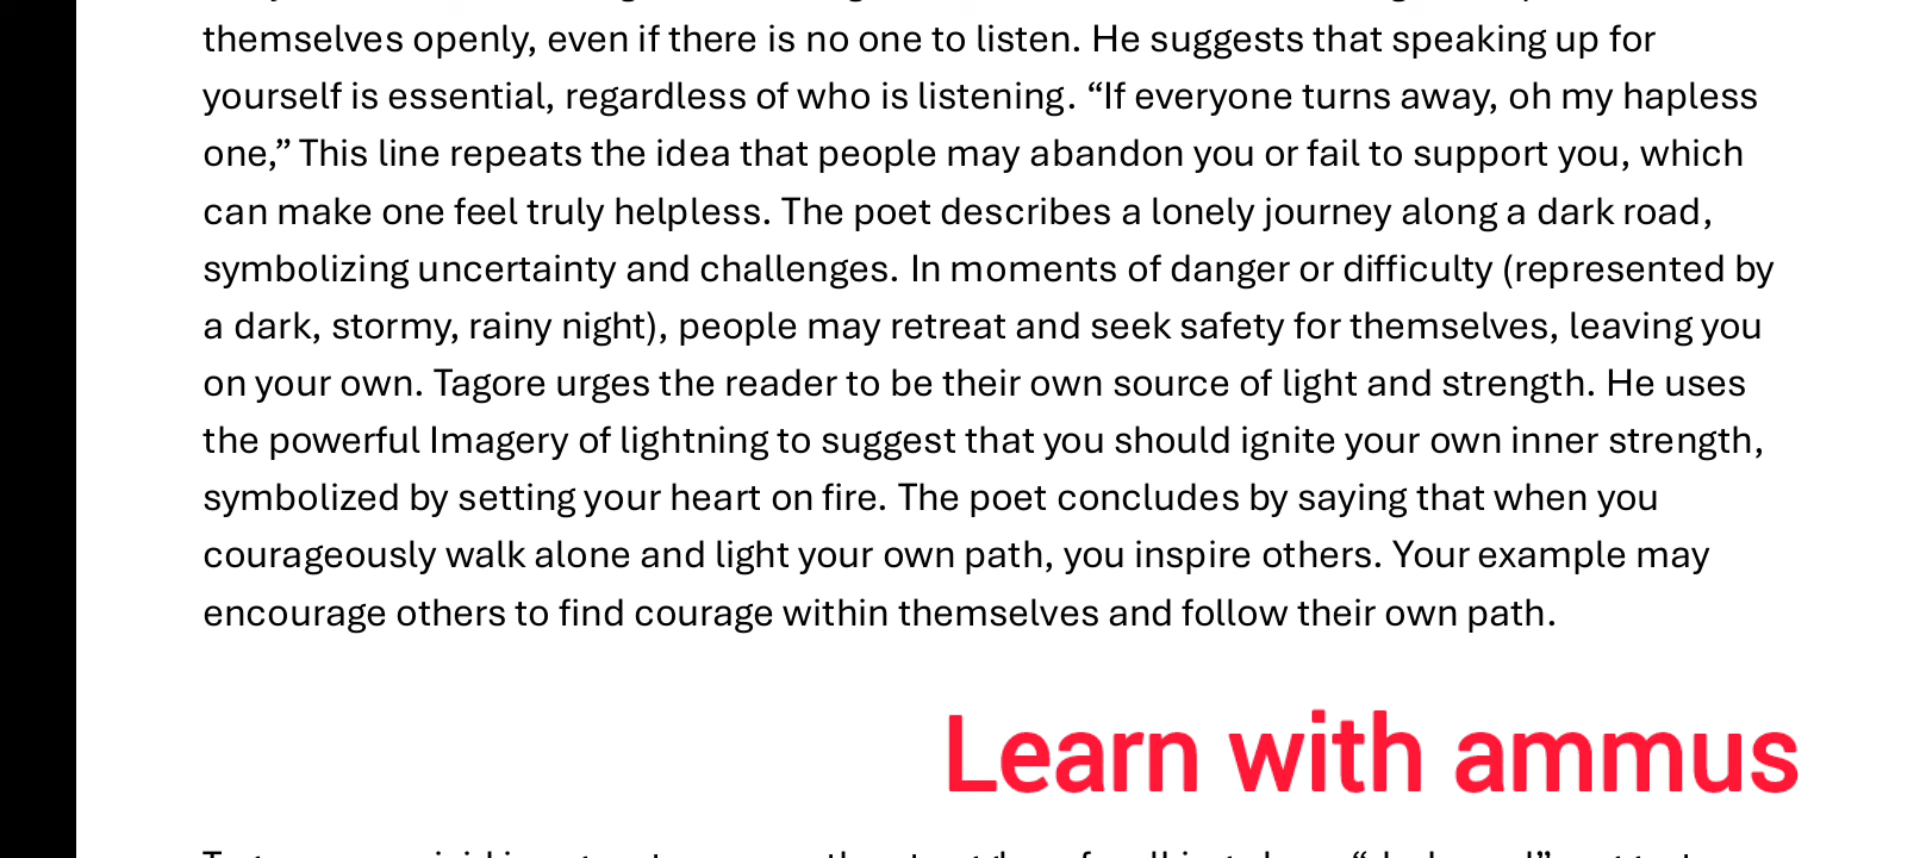 themselves openly, even if there is no one to listen. He suggests that speaking up for
yourself is essential, regardless of who is listening. “If everyone turns away, oh my hapless
one,” This line repeats the idea that people may abandon you or fail to support you, which
can make one feel truly helpless. The poet describes a lonely journey along a dark road,
symbolizing uncertainty and challenges. In moments of danger or difficulty (represented by
a dark, stormy, rainy night), people may retreat and seek safety for themselves, leaving you
on your own. Tagore urges the reader to be their own source of light and strength. He uses
the powerful Imagery of lightning to suggest that you should ignite your own inner strength,
symbolized by setting your heart on fire. The poet concludes by saying that when you
courageously walk alone and light your own path, you inspire others. Your example may
encourage others to find courage within themselves and follow their own path.
Learn with ammus